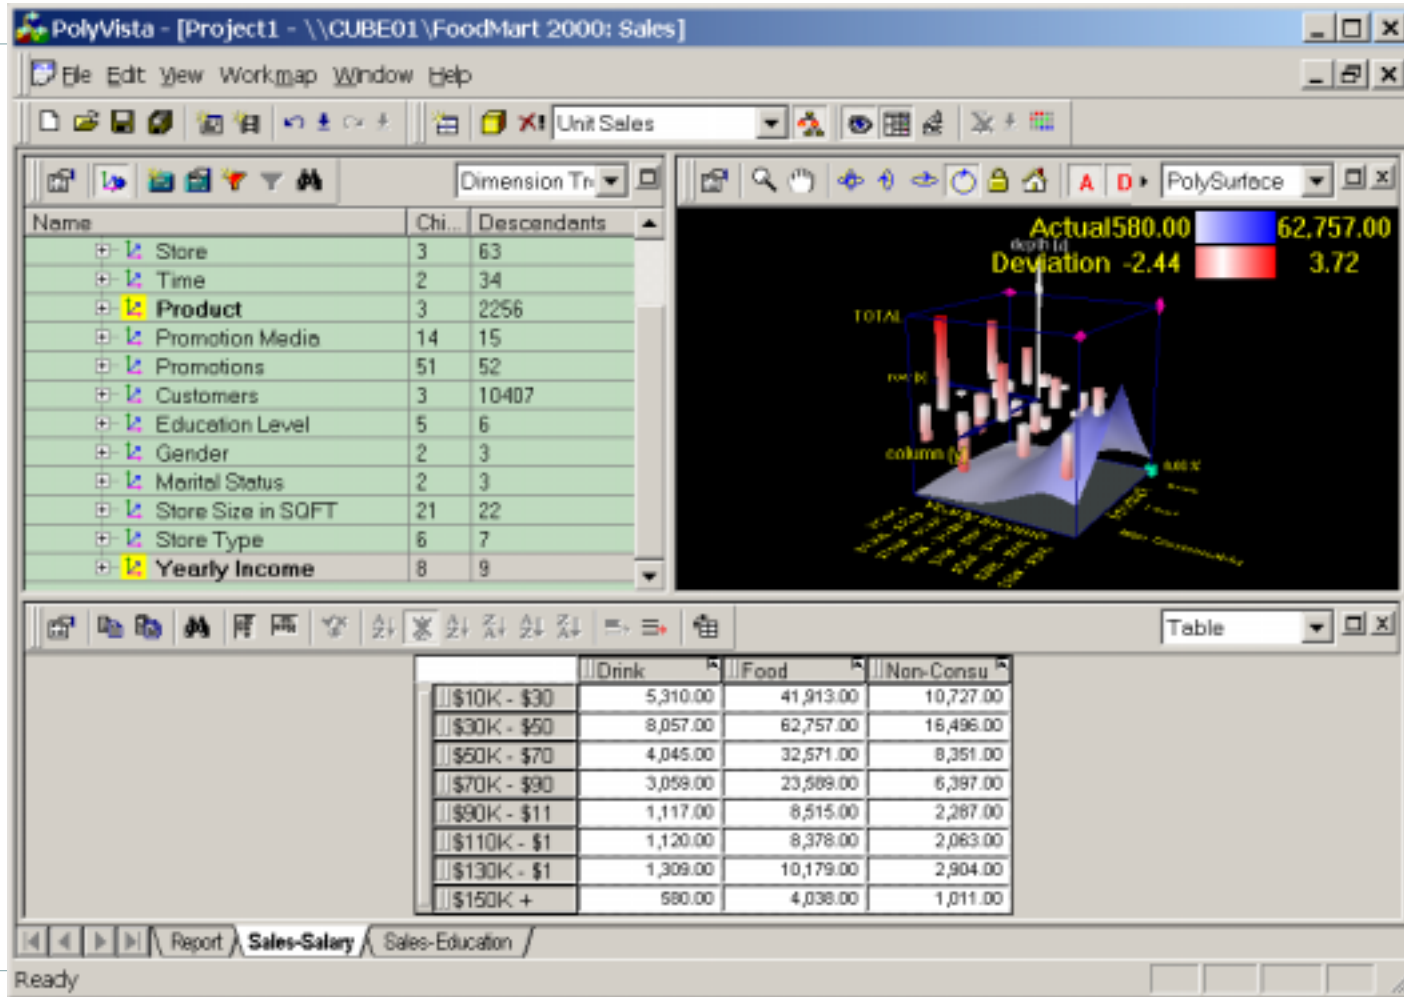 PolyVista - [Project1 - \\CUBE01\FoodMart 2000: Sales]
File Edit View Workmap Window Help
Unit Sales
Dimension Tr
PolySurface
A D
Name Chi... Descendants
Store 3 63
Time 2 34
Product 3 2256
Promotion Media 14 15
Promotions 51 52
Customers 3 10407
Education Level 5 6
Gender 2 3
Marital Status 2 3
Store Size in SQFT 21 22
Store Type 6 7
Yearly Income 8 9
Actual 580.00 62,757.00
depth [z]
Deviation -2.44 3.72
TOTAL
row [x]
column [y]
Table
Drink Food Non-Consu
$10K - $30 5,310.00 41,913.00 10,727.00
$30K - $50 8,057.00 62,757.00 16,496.00
$50K - $70 4,045.00 32,571.00 8,351.00
$70K - $90 3,059.00 23,589.00 6,397.00
$90K - $11 1,117.00 8,515.00 2,287.00
$110K - $1 1,120.00 8,378.00 2,063.00
$130K - $1 1,309.00 10,179.00 2,904.00
$150K + 580.00 4,038.00 1,011.00
Report Sales-Salary Sales-Education
Ready